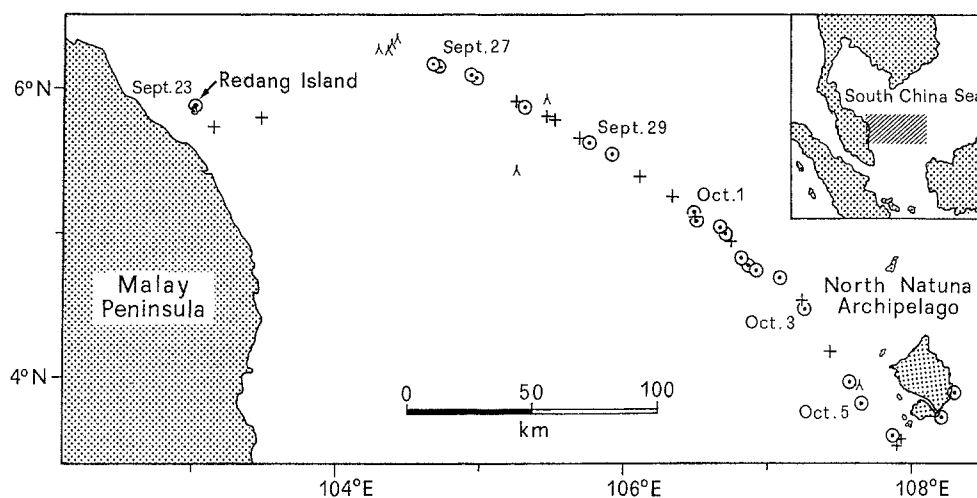 6°N
4°N
Sept.23
Redang Island
Sept.27
Sept.29
Oct.1
Oct.3
Oct.5
South China Sea
North Natuna
Archipelago
Malay
Peninsula
0 50 100
km
104°E
106°E
108°E